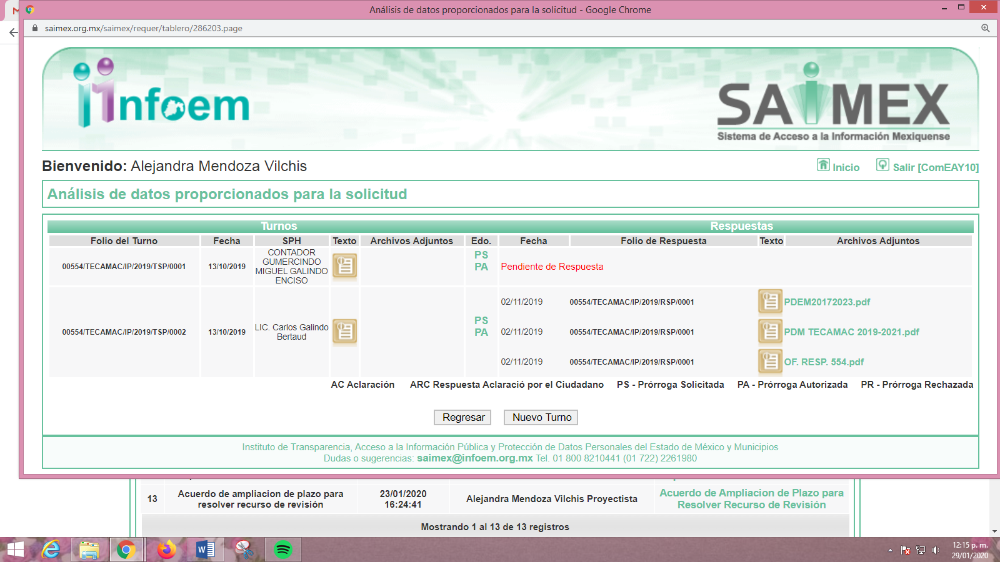 Análisis de datos proporcionados para la solicitud - Google Chrome
saimex.org.mx/saimex/requer/tablero/286203.page
infoem
SAIMEX
Sistema de Acceso a la Información Mexiquense
Bienvenido: Alejandra Mendoza Vilchis
Inicio Salir [ComEAY10]
Análisis de datos proporcionados para la solicitud
Turnos Respuestas
Folio del Turno Fecha SPH Texto Archivos Adjuntos Edo. Fecha Folio de Respuesta Texto Archivos Adjuntos
00554/TECAMAC/IP/2019/TSP/0001 13/10/2019 CONTADOR GUMERCINDO MIGUEL GALINDO ENCISO PS PA Pendiente de Respuesta
00554/TECAMAC/IP/2019/TSP/0002 13/10/2019 LIC. Carlos Galindo Bertaud PS PA
02/11/2019 00554/TECAMAC/IP/2019/RSP/0001 PDEM20172023.pdf
02/11/2019 00554/TECAMAC/IP/2019/RSP/0001 PDM TECAMAC 2019-2021.pdf
02/11/2019 00554/TECAMAC/IP/2019/RSP/0001 OF. RESP. 554.pdf
AC Aclaración ARC Respuesta Aclaració por el Ciudadano PS - Prórroga Solicitada PA - Prórroga Autorizada PR - Prórroga Rechazada
Regresar Nuevo Turno
Instituto de Transparencia, Acceso a la Información Pública y Protección de Datos Personales del Estado de México y Municipios
Dudas o sugerencias: saimex@infoem.org.mx Tel. 01 800 8210441 (01 722) 2261980
13 Acuerdo de ampliacion de plazo para resolver recurso de revisión 23/01/2020 16:24:41 Alejandra Mendoza Vilchis Proyectista Acuerdo de Ampliacion de Plazo para Resolver Recurso de Revisión
Mostrando 1 al 13 de 13 registros
12:15 p. m.
29/01/2020